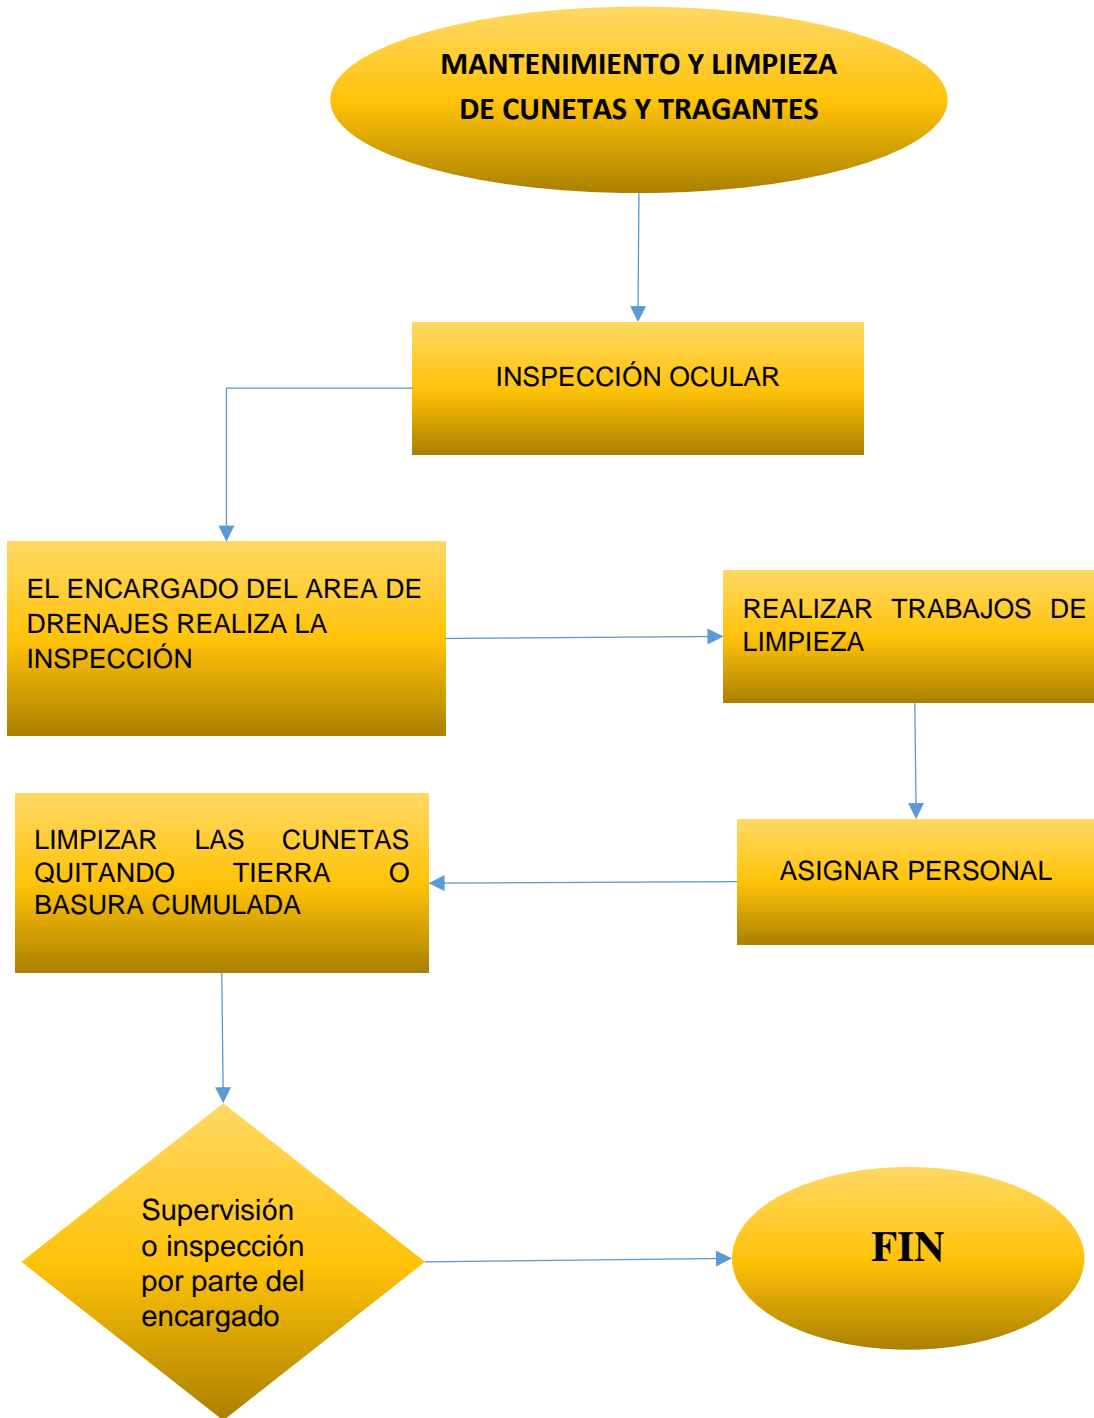 MANTENIMIENTO Y LIMPIEZA
DE CUNETAS Y TRAGANTES
INSPECCIÓN OCULAR
EL ENCARGADO DEL AREA DE
DRENAJES REALIZA LA
INSPECCIÓN
REALIZAR TRABAJOS DE
LIMPIEZA
ASIGNAR PERSONAL
LIMPIZAR LAS CUNETAS
QUITANDO TIERRA O
BASURA CUMULADA
Supervisión
o inspección
por parte del
encargado
FIN